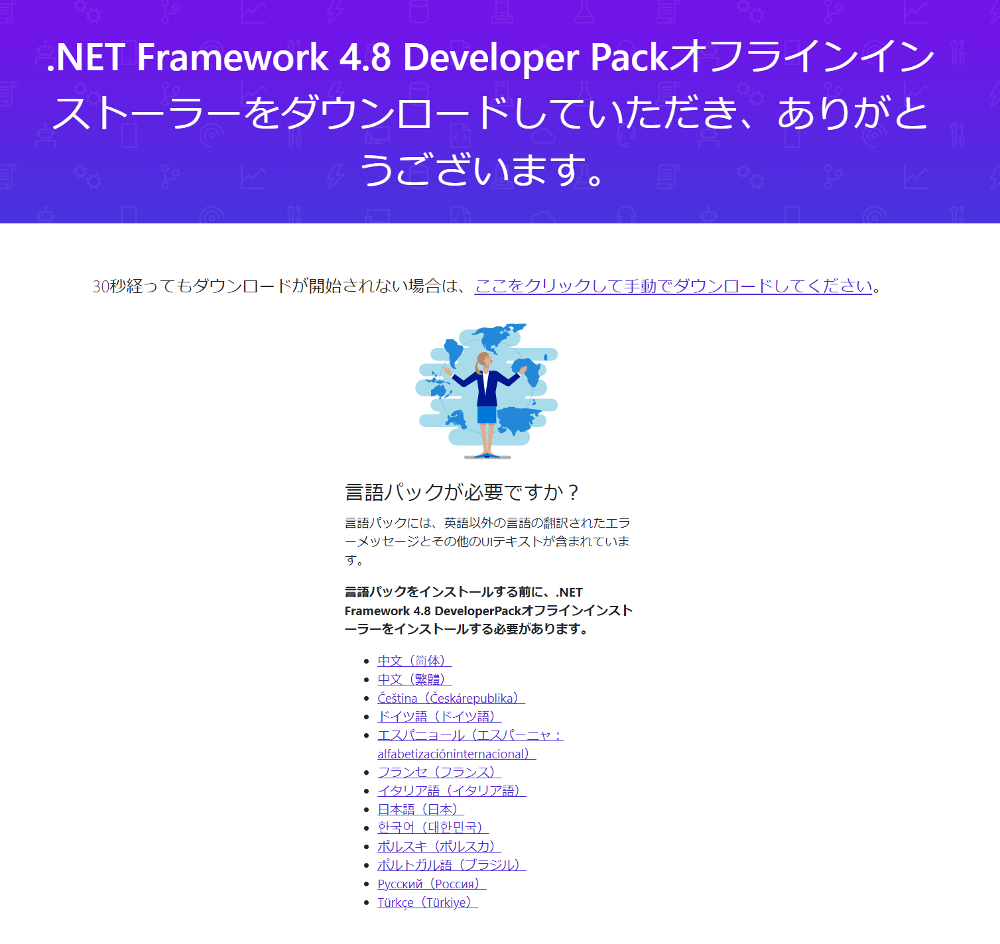 .NET Framework 4.8 Developer Packオフラインイン
ストーラーをダウンロードしていただき、ありがと
うございます。
30秒経ってもダウンロードが開始されない場合は、ここをクリックして手動でダウンロードしてください。
言語パックが必要ですか？
言語パックには、英語以外の言語の翻訳されたエラ
ーメッセージとその他のUIテキストが含まれていま
す。
言語パックをインストールする前に、.NET
Framework 4.8 DeveloperPackオフラインインスト
ーラーをインストールする必要があります。
中文（简体）
中文（繁體）
Čeština（Českárepublika）
ドイツ語（ドイツ語）
エスパニョール（エスパーニャ：
alfabetizacióninternacional）
フランセ（フランス）
イタリア語（イタリア語）
日本語（日本）
한국어（대한민국）
ポルスキ（ポルスカ）
ポルトガル語（ブラジル）
Русский（Россия）
Türkçe（Türkiye）